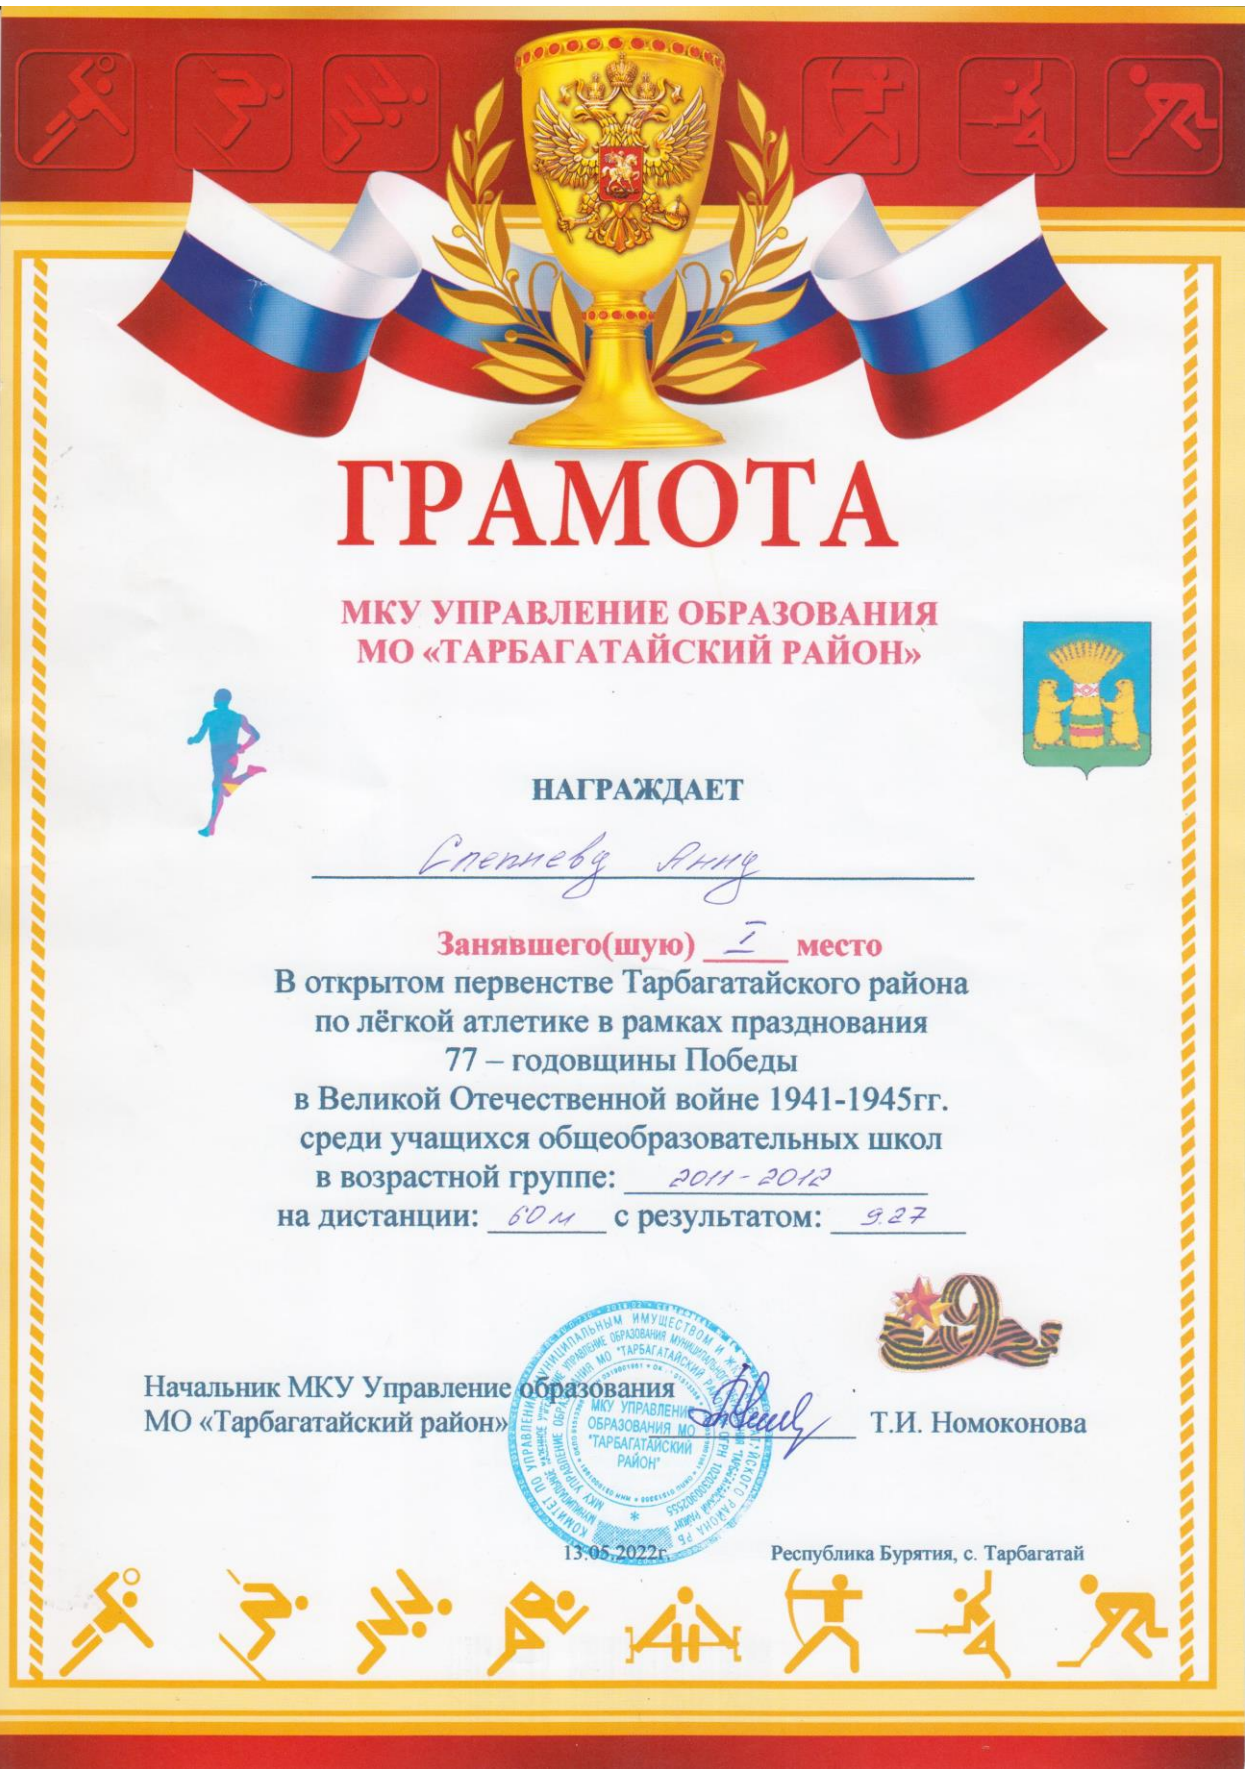 ГРАМОТА
МКУ УПРАВЛЕНИЕ ОБРАЗОВАНИЯ
МО «ТАРБАГАТАЙСКИЙ РАЙОН»
НАГРАЖДАЕТ
Слепневу Анну
Занявшего(шую) I место
В открытом первенстве Тарбагатайского района
по лёгкой атлетике в рамках празднования
77 – годовщины Победы
в Великой Отечественной войне 1941-1945гг.
среди учащихся общеобразовательных школ
в возрастной группе: 2011-2012
на дистанции: 60 м с результатом: 9.27
Начальник МКУ Управление образования
МО «Тарбагатайский район» Т.И. Номоконова
МКУ УПРАВЛЕНИЕ
ОБРАЗОВАНИЯ МО
"ТАРБАГАТАЙСКИЙ
РАЙОН"
13.05.2022г. Республика Бурятия, с. Тарбагатай